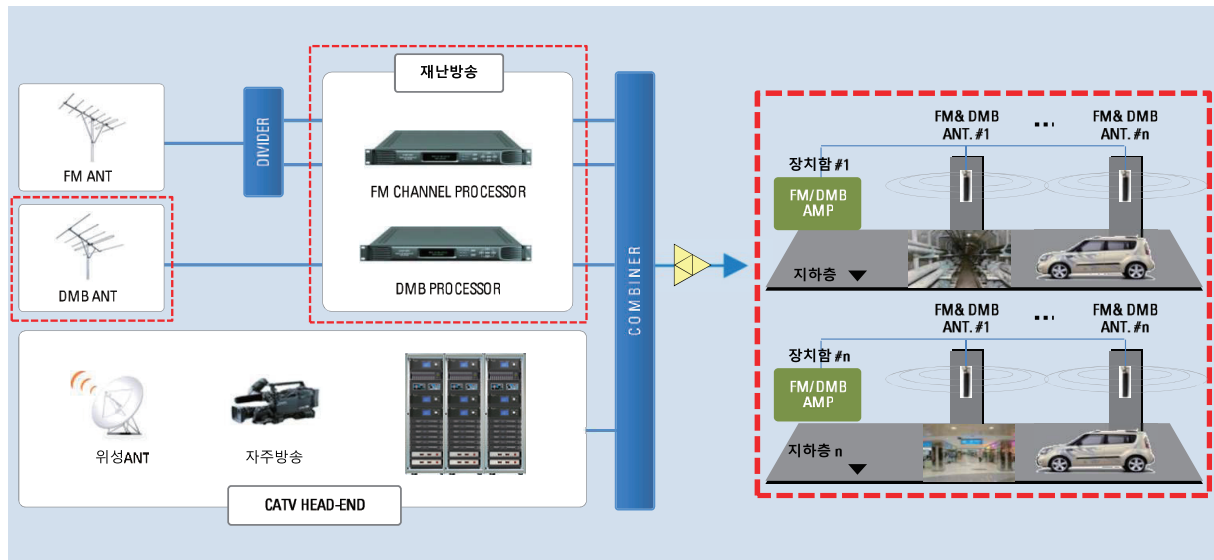 재난방송
FM ANT
DIVIDER
FM CHANNEL PROCESSOR
DMB ANT
DMB PROCESSOR
위성ANT
자주방송
CATV HEAD-END
COMBINER
FM& DMB
ANT. #1
...
FM& DMB
ANT. #n
장치함 #1
FM/DMB
AMP
지하층
FM& DMB
ANT. #1
...
FM& DMB
ANT. #n
장치함 #n
FM/DMB
AMP
지하층 n